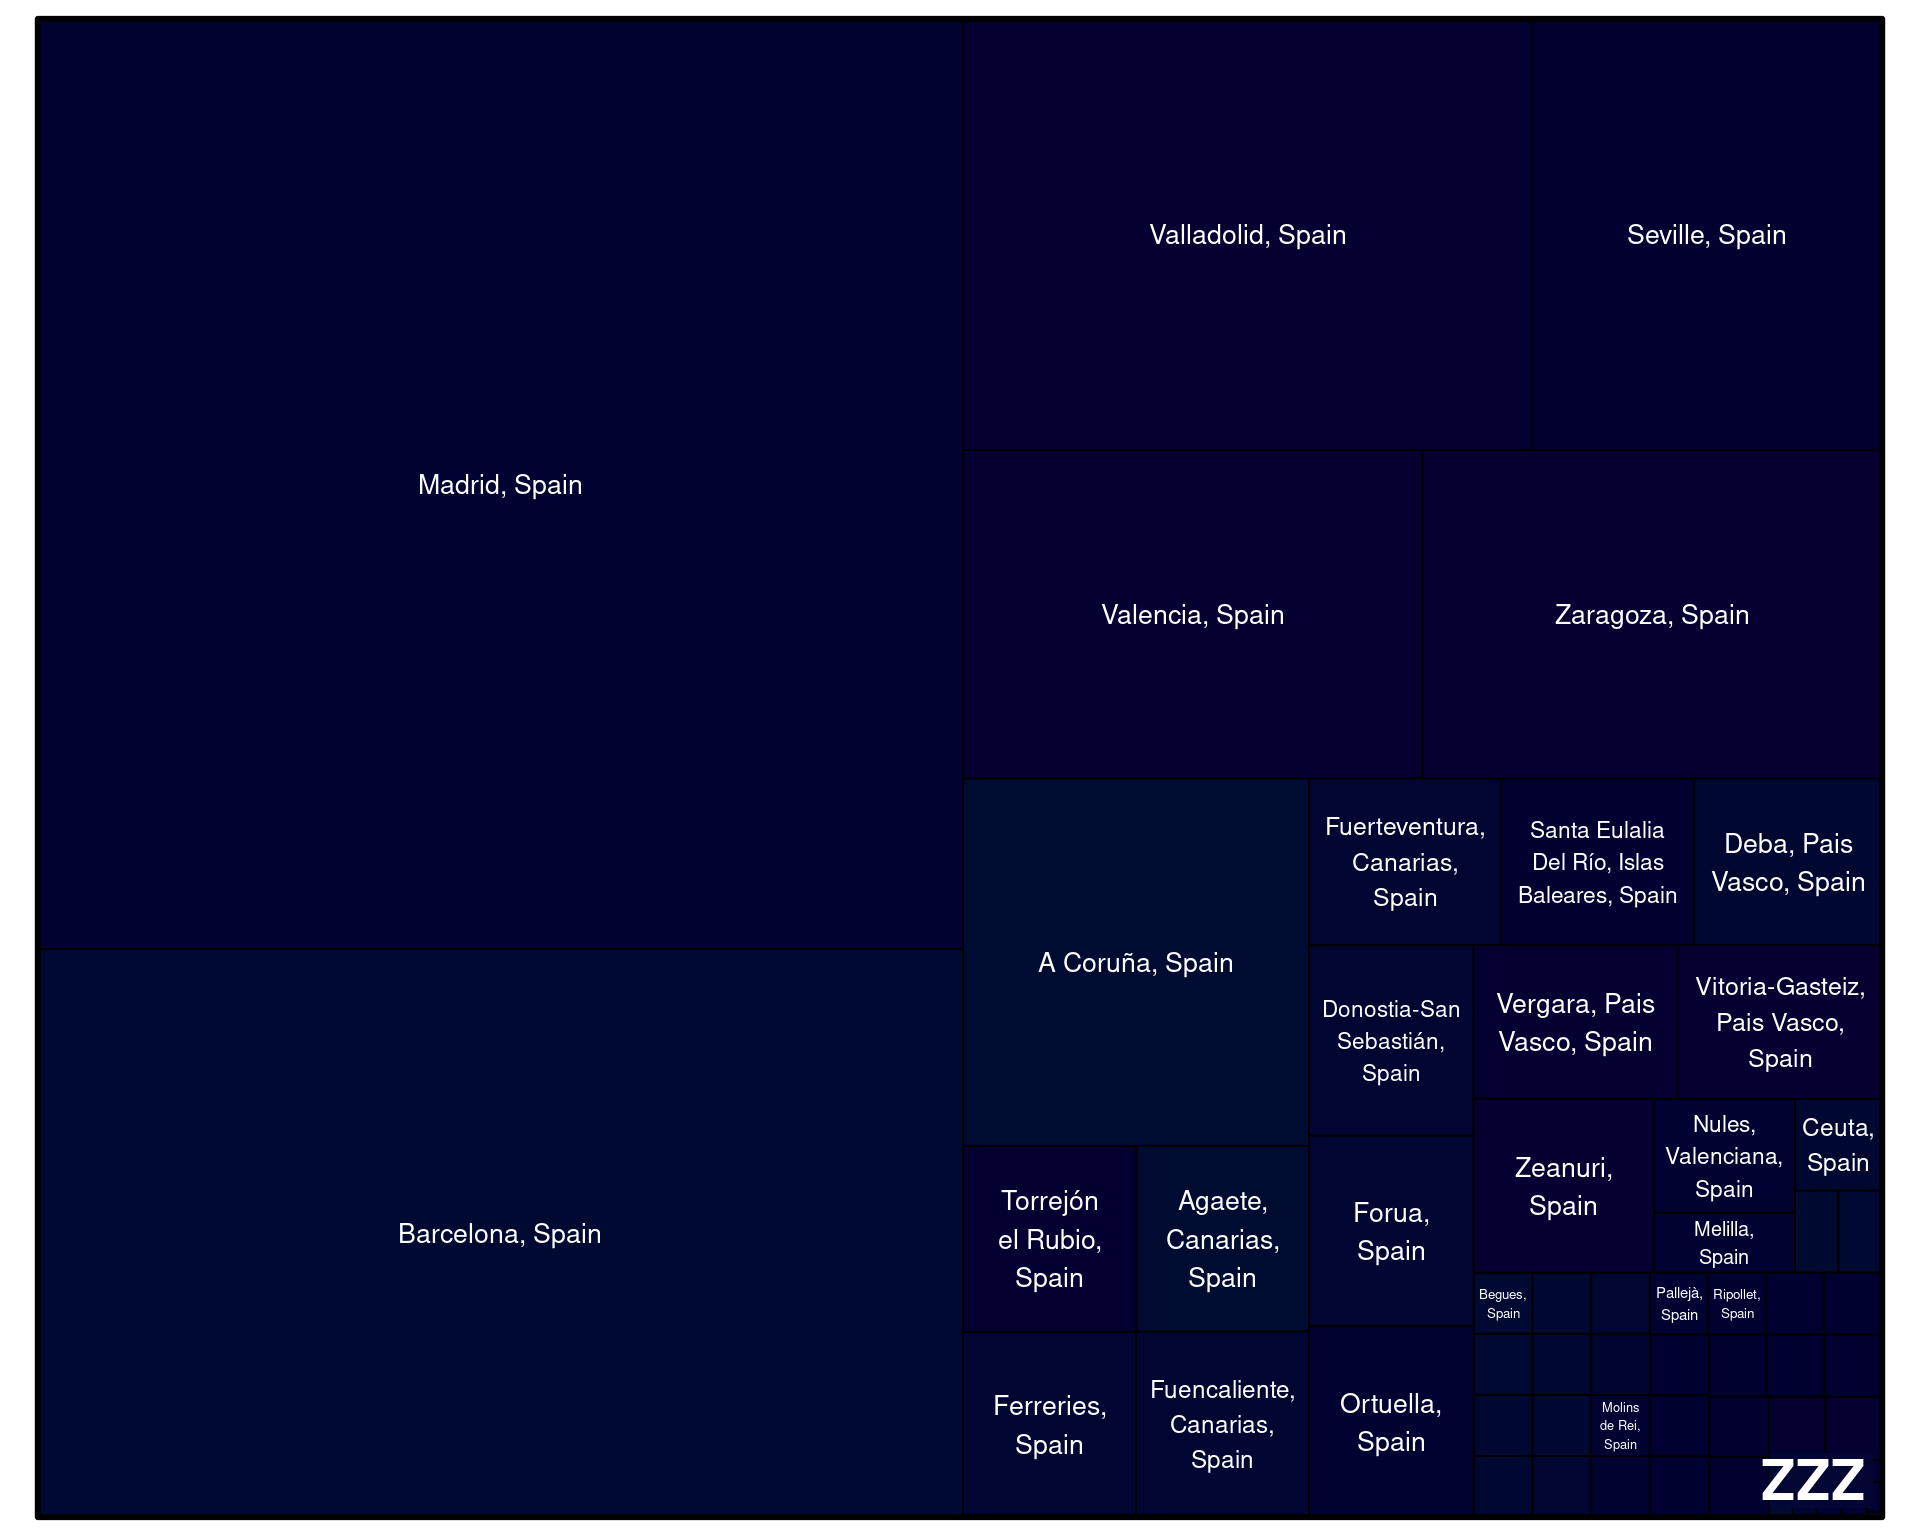 Madrid, Spain
Barcelona, Spain
Valladolid, Spain
Seville, Spain
Valencia, Spain
Zaragoza, Spain
A Coruña, Spain
Fuerteventura,
Canarias,
Spain
Santa Eulalia
Del Río, Islas
Baleares, Spain
Deba, Pais
Vasco, Spain
Donostia-San
Sebastián,
Spain
Vergara, Pais
Vasco, Spain
Vitoria-Gasteiz,
Pais Vasco,
Spain
Torrejón
el Rubio,
Spain
Agaete,
Canarias,
Spain
Forua,
Spain
Zeanuri,
Spain
Nules,
Valenciana,
Spain
Ceuta,
Spain
Melilla,
Spain
Ferreries,
Spain
Fuencaliente,
Canarias,
Spain
Ortuella,
Spain
Begues,
Spain
Pallejà,
Spain
Ripollet,
Spain
Molins
de Rei,
Spain
ZZZ